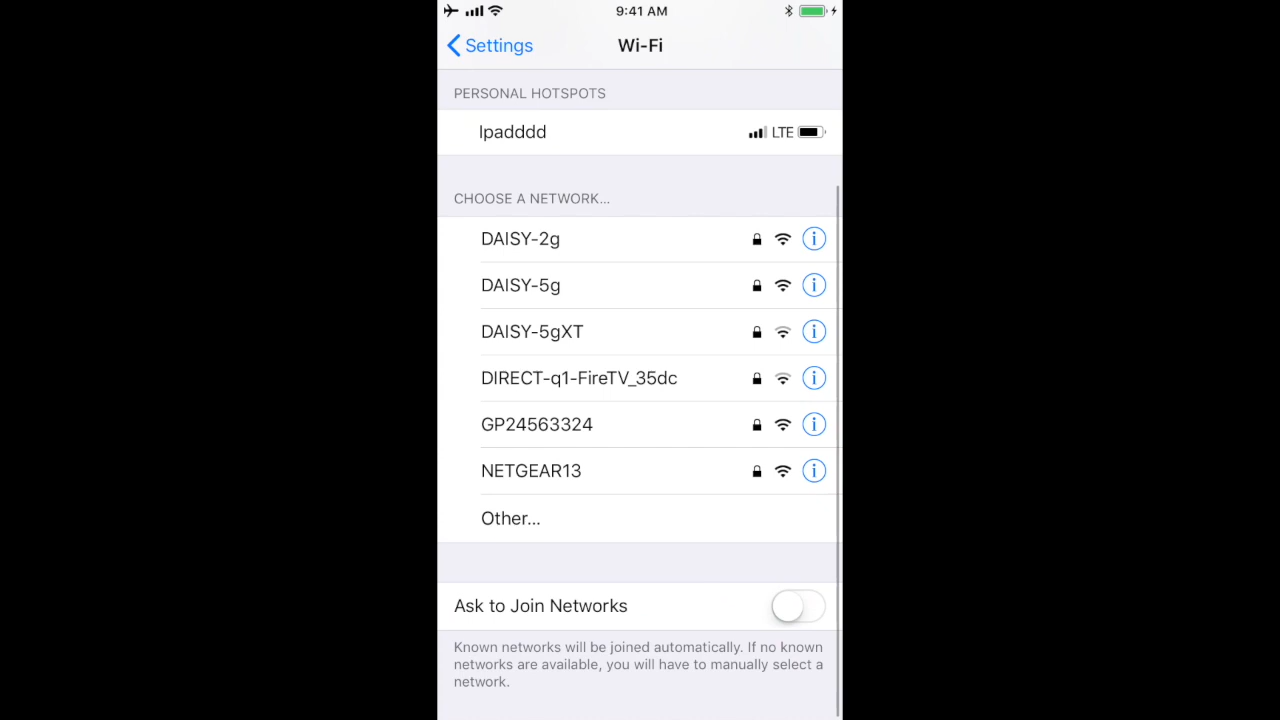 9:41 AM
Settings
Wi-Fi
PERSONAL HOTSPOTS
Ipadddd
LTE
CHOOSE A NETWORK...
DAISY-2g
DAISY-5g
DAISY-5gXT
DIRECT-q1-FireTV_35dc
GP24563324
NETGEAR13
Other...
Ask to Join Networks
Known networks will be joined automatically. If no known
networks are available, you will have to manually select a
network.